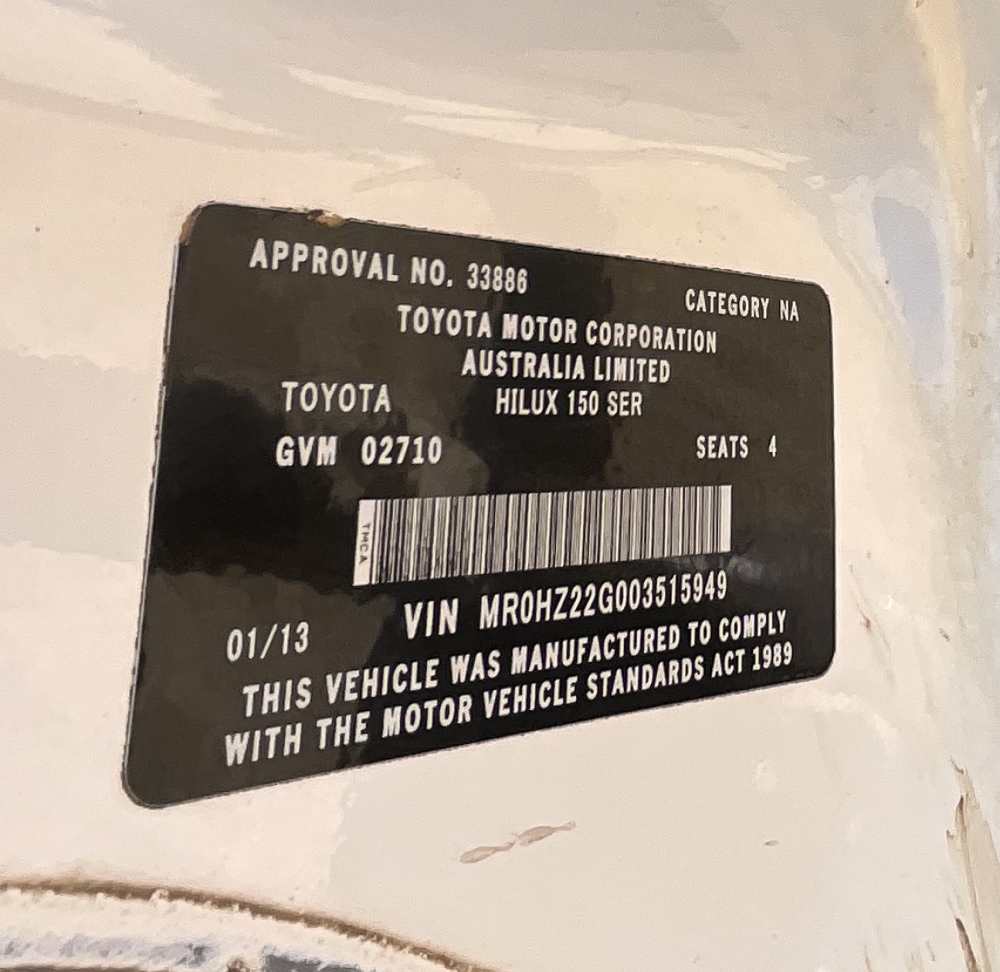 APPROVAL NO. 33886
CATEGORY NA
TOYOTA MOTOR CORPORATION
AUSTRALIA LIMITED
TOYOTA HILUX 150 SER
GVM 02710 SEATS 4
TMCA
VIN MR0HZ22G003515949
01/13
THIS VEHICLE WAS MANUFACTURED TO COMPLY
WITH THE MOTOR VEHICLE STANDARDS ACT 1989